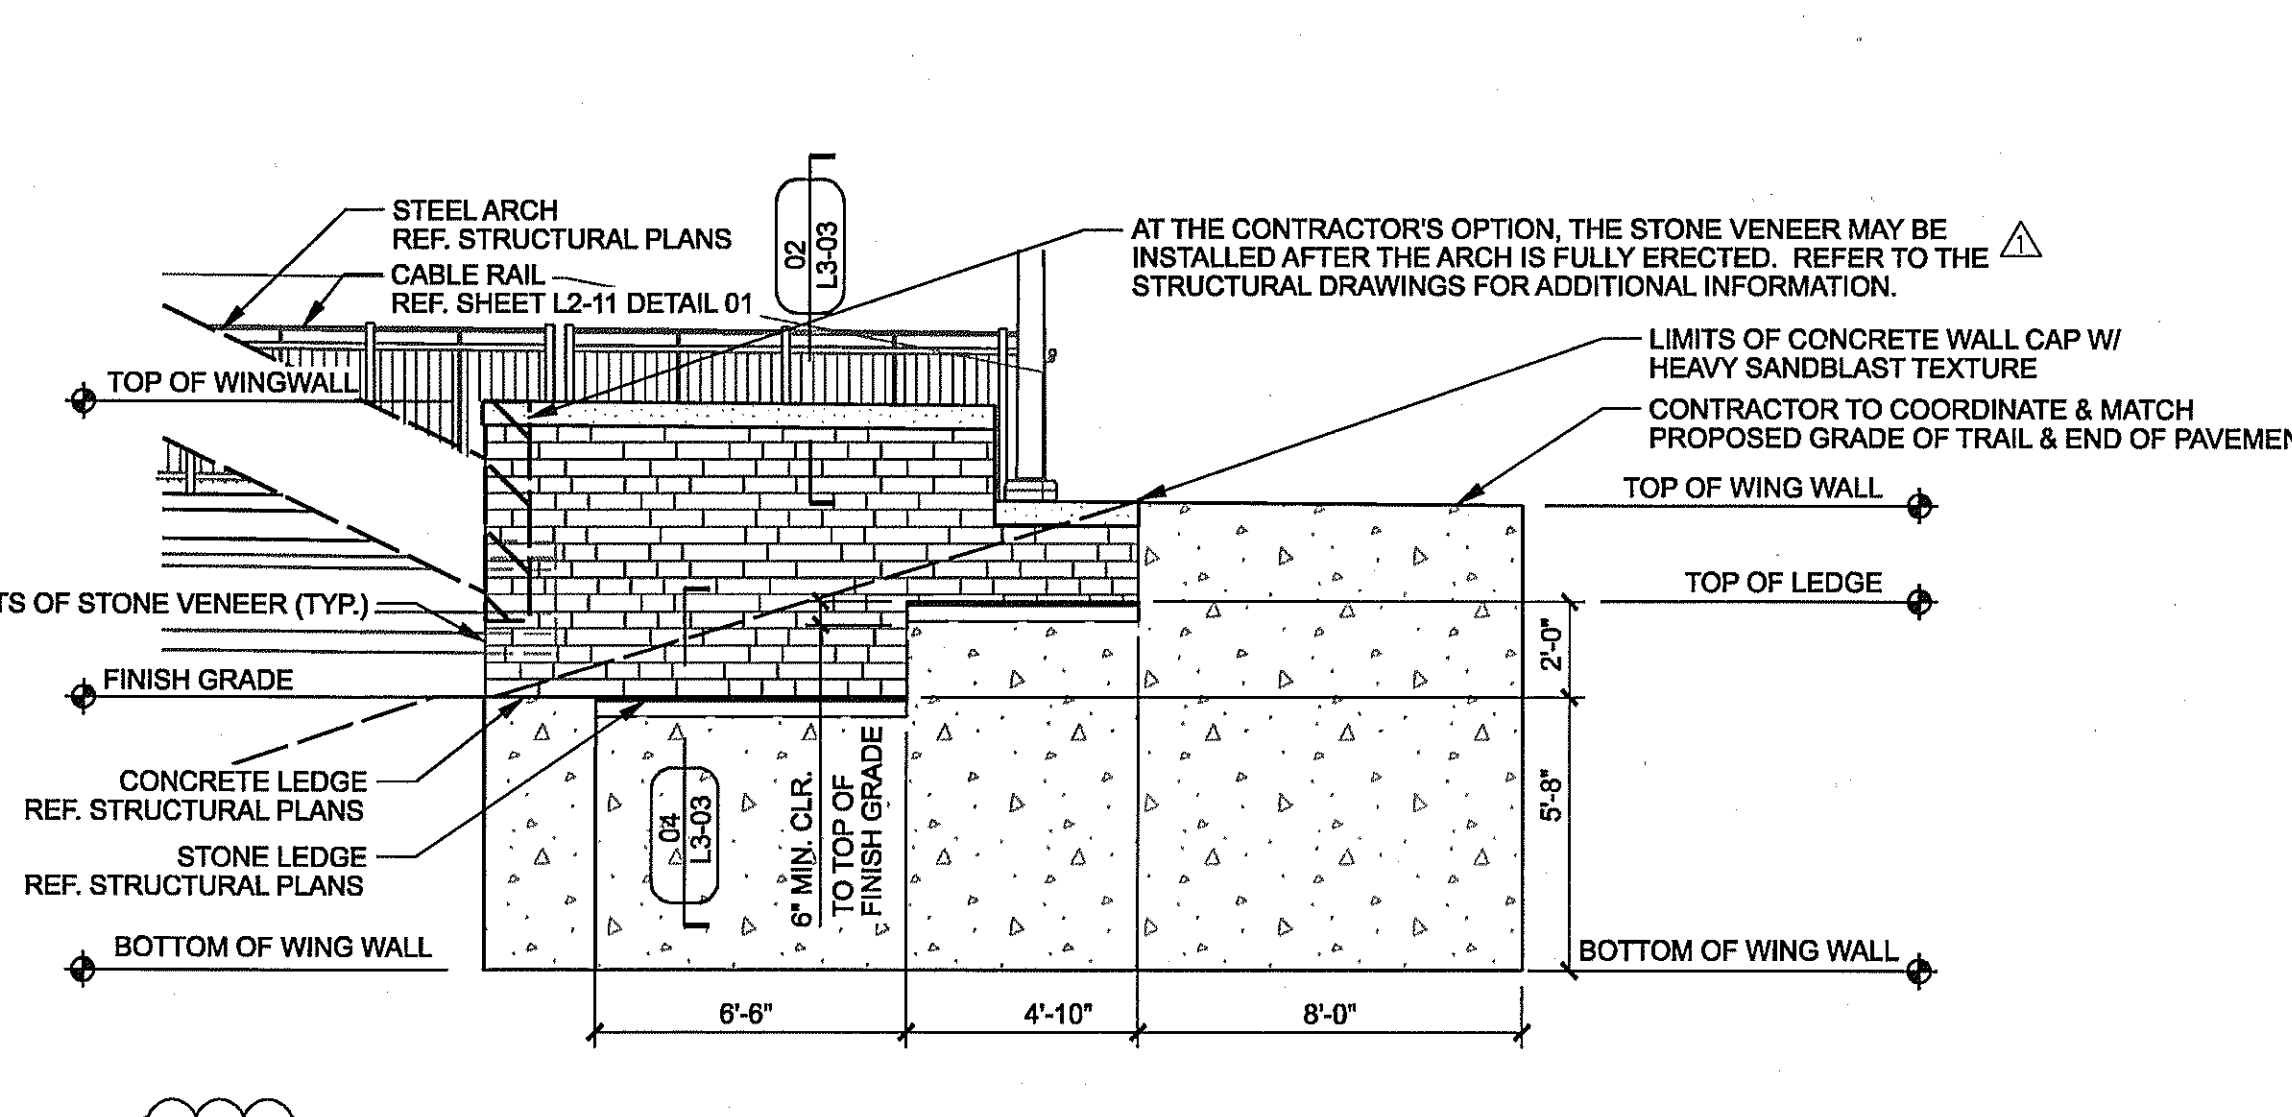 STEEL ARCH
REF. STRUCTURAL PLANS
CABLE RAIL
REF. SHEET L2-11 DETAIL 01
02
L3-03
AT THE CONTRACTOR'S OPTION, THE STONE VENEER MAY BE
INSTALLED AFTER THE ARCH IS FULLY ERECTED. REFER TO THE
STRUCTURAL DRAWINGS FOR ADDITIONAL INFORMATION.
1
LIMITS OF CONCRETE WALL CAP W/
HEAVY SANDBLAST TEXTURE
CONTRACTOR TO COORDINATE & MATCH
PROPOSED GRADE OF TRAIL & END OF PAVEMEN
TOP OF WINGWALL
TOP OF WING WALL
TOP OF LEDGE
TS OF STONE VENEER (TYP.)
FINISH GRADE
2'-0"
5'-8"
CONCRETE LEDGE
REF. STRUCTURAL PLANS
STONE LEDGE
REF. STRUCTURAL PLANS
04
L3-03
6" MIN. CLR.
TO TOP OF
FINISH GRADE
BOTTOM OF WING WALL
BOTTOM OF WING WALL
6'-6"
4'-10"
8'-0"